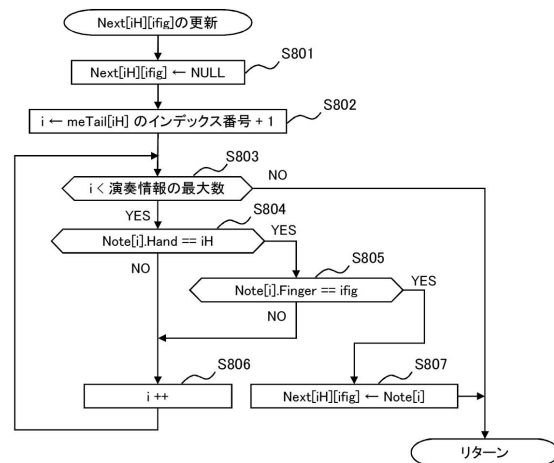 Next[iH][ifig]の更新
S801
Next[iH][ifig] ← NULL
S802
i ← meTail[iH] のインデックス番号 + 1
S803
i < 演奏情報の最大数
NO
YES
S804
Note[i].Hand == iH
YES
NO
S805
Note[i].Finger == ifig
YES
NO
S806
i ++
S807
Next[iH][ifig] ← Note[i]
リターン